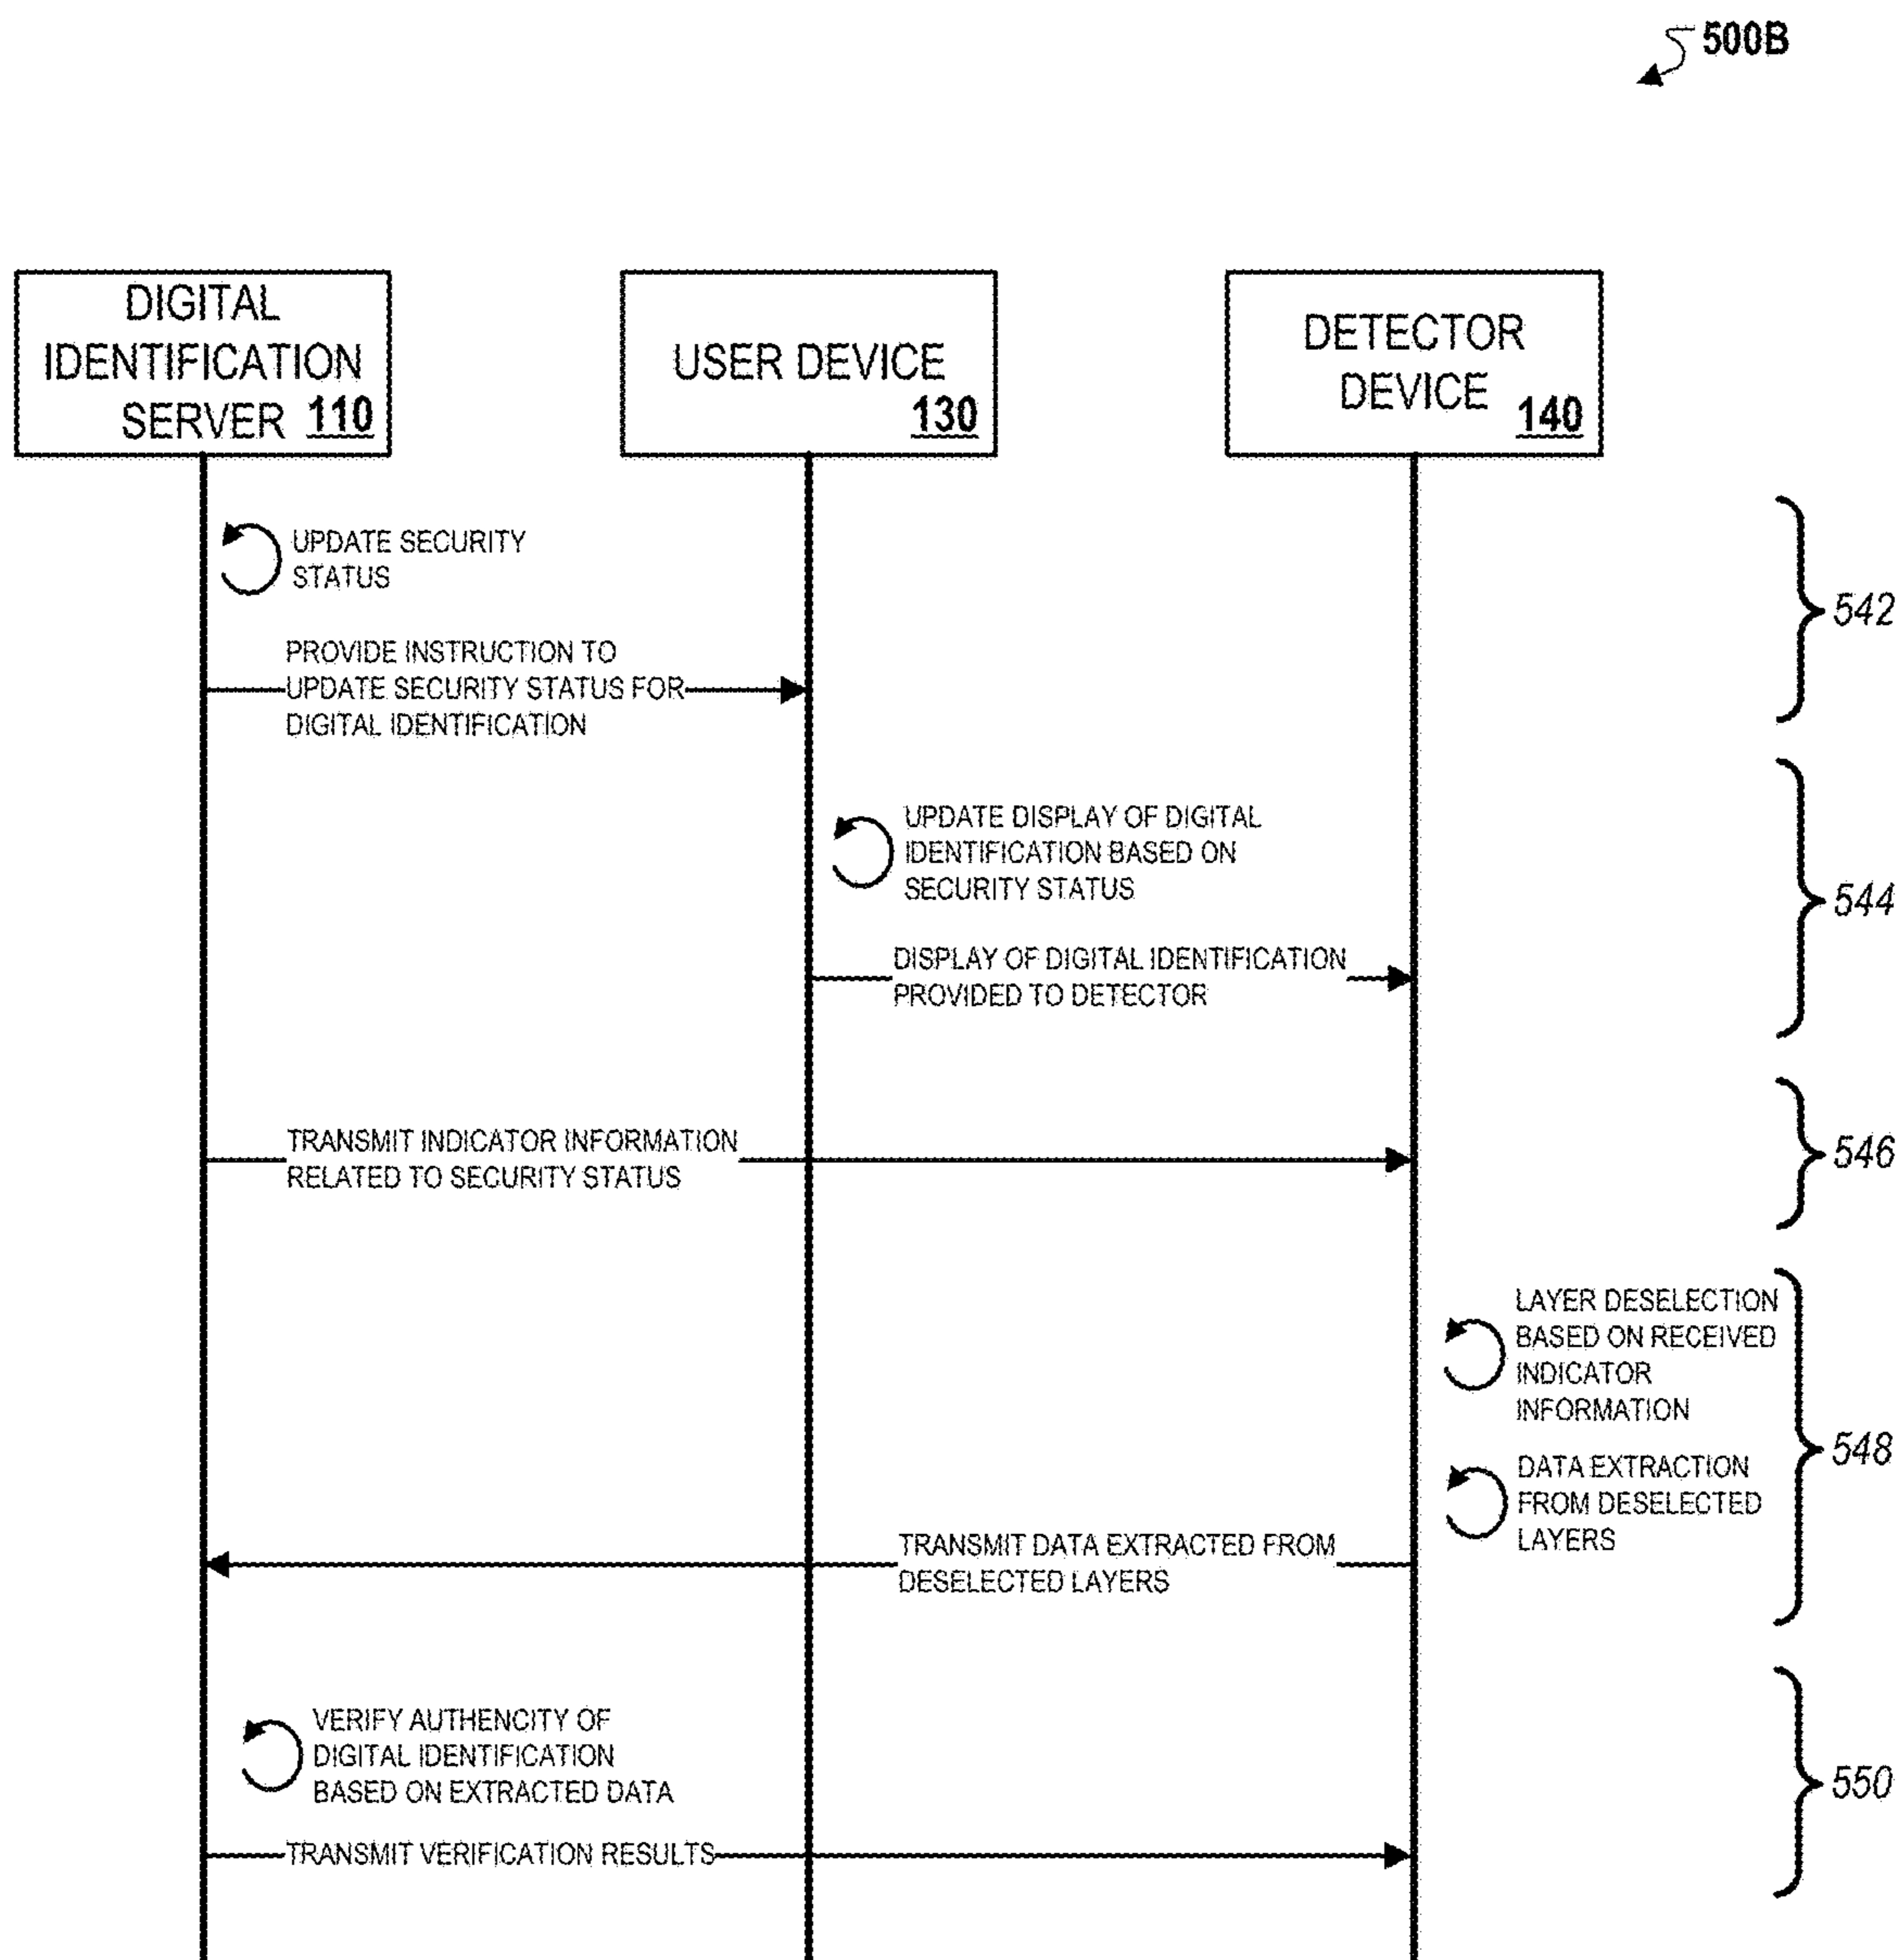 500B
DIGITAL
IDENTIFICATION
SERVER 110
USER DEVICE
130
DETECTOR
DEVICE 140
UPDATE SECURITY
STATUS
PROVIDE INSTRUCTION TO
UPDATE SECURITY STATUS FOR
DIGITAL IDENTIFICATION
542
UPDATE DISPLAY OF DIGITAL
IDENTIFICATION BASED ON
SECURITY STATUS
DISPLAY OF DIGITAL IDENTIFICATION
PROVIDED TO DETECTOR
544
TRANSMIT INDICATOR INFORMATION
RELATED TO SECURITY STATUS
546
LAYER DESELECTION
BASED ON RECEIVED
INDICATOR
INFORMATION
DATA EXTRACTION
FROM DESELECTED
LAYERS
548
TRANSMIT DATA EXTRACTED FROM
DESELECTED LAYERS
VERIFY AUTHENCITY OF
DIGITAL IDENTIFICATION
BASED ON EXTRACTED DATA
550
TRANSMIT VERIFICATION RESULTS